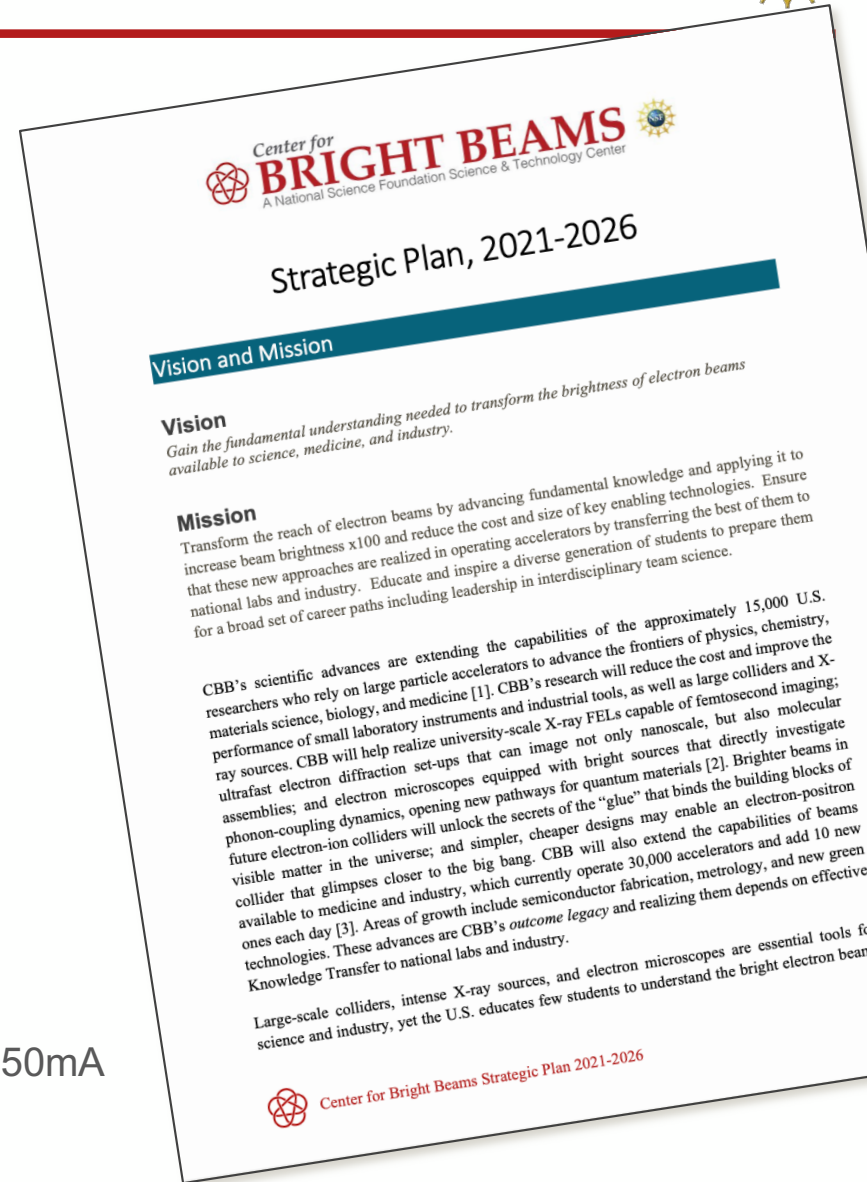 Center for
BRIGHT BEAMS
A National Science Foundation Science & Technology Center
NSF
Strategic Plan, 2021-2026
Vision and Mission
Vision
Gain the fundamental understanding needed to transform the brightness of electron beams
available to science, medicine, and industry.
Mission
Transform the reach of electron beams by advancing fundamental knowledge and applying it to
increase beam brightness x100 and reduce the cost and size of key enabling technologies. Ensure
that these new approaches are realized in operating accelerators by transferring the best of them to
national labs and industry. Educate and inspire a diverse generation of students to prepare them
for a broad set of career paths including leadership in interdisciplinary team science.
CBB's scientific advances are extending the capabilities of the approximately 15,000 U.S.
researchers who rely on large particle accelerators to advance the frontiers of physics, chemistry,
materials science, biology, and medicine [1]. CBB's research will reduce the cost and improve the
performance of small laboratory instruments and industrial tools, as well as large colliders and X-
ray sources. CBB will help realize university-scale X-ray FELs capable of femtosecond imaging;
ultrafast electron diffraction set-ups that can image not only nanoscale, but also molecular
assemblies; and electron microscopes equipped with bright sources that directly investigate
phonon-coupling dynamics, opening new pathways for quantum materials [2]. Brighter beams in
future electron-ion colliders will unlock the secrets of the "glue" that binds the building blocks of
visible matter in the universe; and simpler, cheaper designs may enable an electron-positron
collider that glimpses closer to the big bang. CBB will also extend the capabilities of beams
available to medicine and industry, which currently operate 30,000 accelerators and add 10 new
ones each day [3]. Areas of growth include semiconductor fabrication, metrology, and new green
technologies. These advances are CBB's outcome legacy and realizing them depends on effective
Knowledge Transfer to national labs and industry.
Large-scale colliders, intense X-ray sources, and electron microscopes are essential tools fo
science and industry, yet the U.S. educates few students to understand the bright electron beam
50mA
Center for Bright Beams Strategic Plan 2021-2026